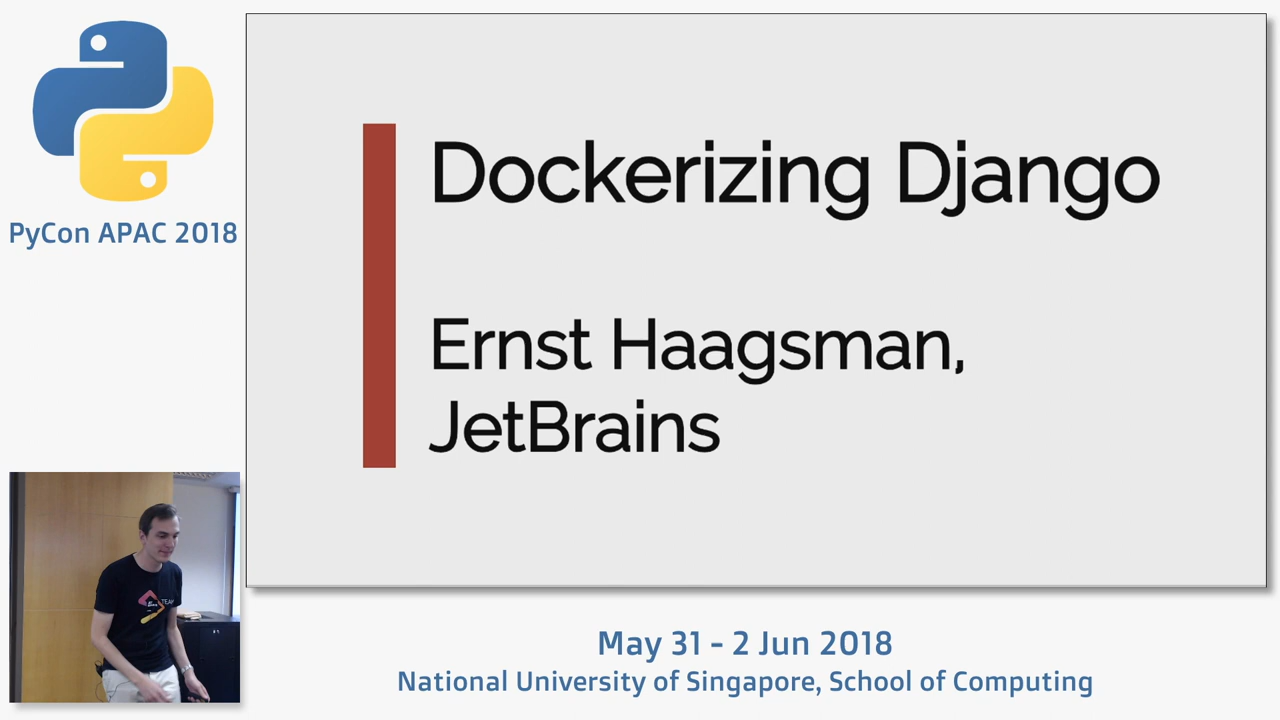 PyCon APAC 2018
Dockerizing Django
Ernst Haagsman,
JetBrains
TEAM
May 31 - 2 Jun 2018
National University of Singapore, School of Computing